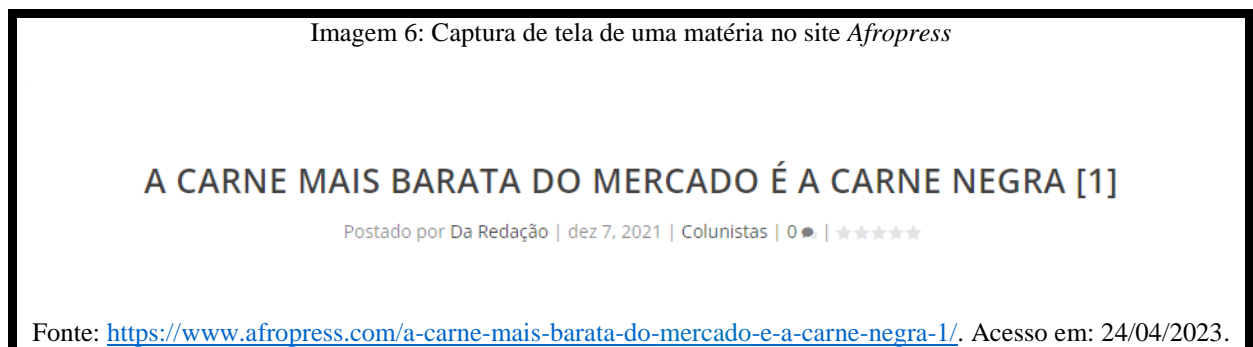 Imagem 6: Captura de tela de uma matéria no site Afropress
A CARNE MAIS BARATA DO MERCADO É A CARNE NEGRA [1]
Postado por Da Redação | dez 7, 2021 | Colunistas | 0 |
Fonte: https://www.afropress.com/a-carne-mais-barata-do-mercado-e-a-carne-negra-1/. Acesso em: 24/04/2023.